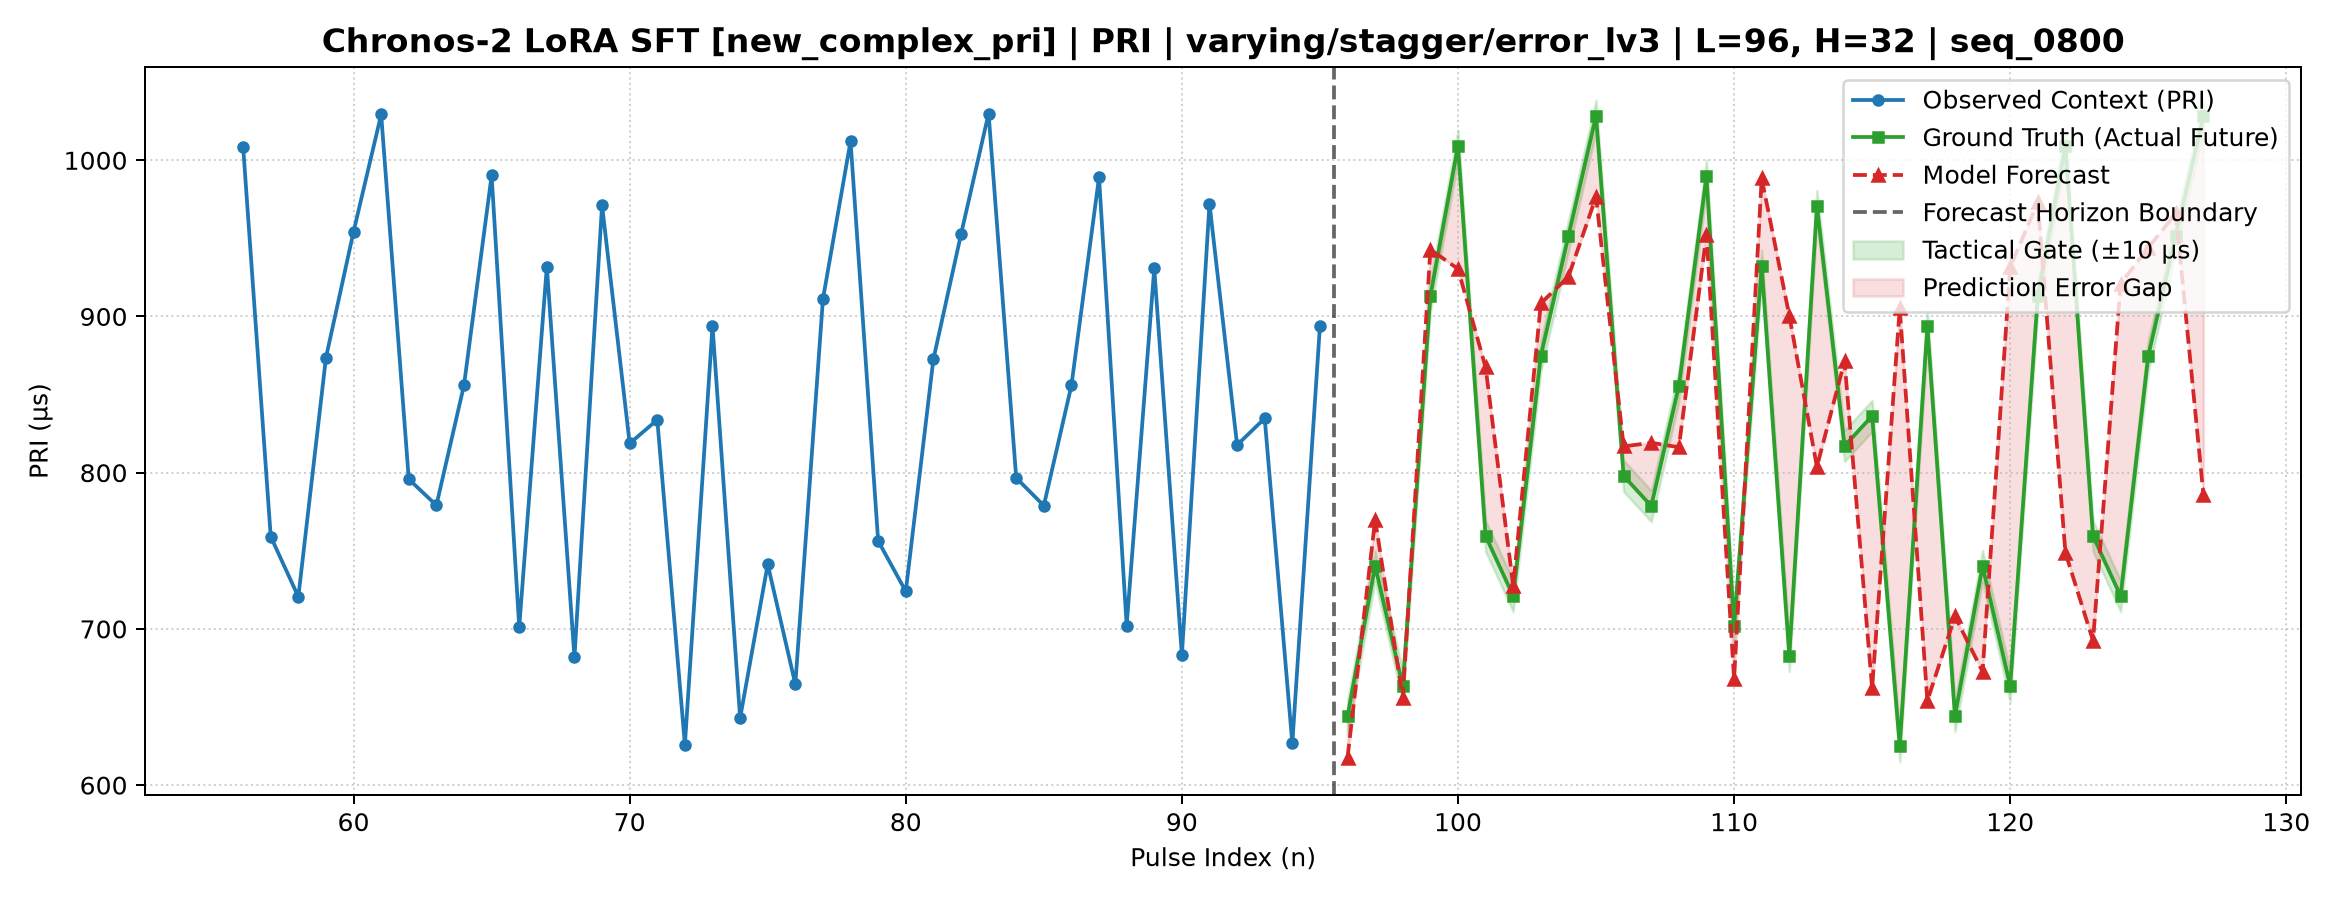 Chronos-2 LoRA SFT [new_complex_pri] | PRI | varying/stagger/error_lv3 | L=96, H=32 | seq_0800
Observed Context (PRI)
Ground Truth (Actual Future)
Model Forecast
Forecast Horizon Boundary
Tactical Gate (±10 μs)
Prediction Error Gap
PRI (μs)
1000
900
800
700
600
60
70
80
90
100
110
120
130
Pulse Index (n)